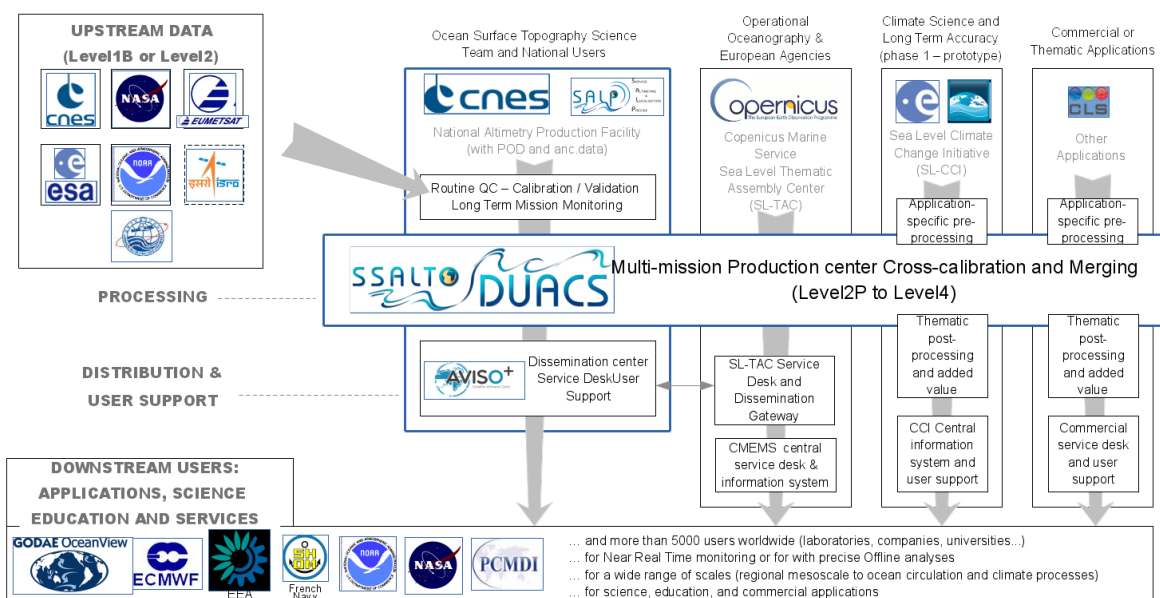 UPSTREAM DATA
(Level1B or Level2)
cnes
NASA
EUMETSAT
esa
NOAA
इसरो isro
PROCESSING
DISTRIBUTION &
USER SUPPORT
Ocean Surface Topography Science
Team and National Users
cnes
SALP
SERVICE
ALTIMETRIE
& LOCALISATION
PRECISE
National Altimetry Production Facility
(with POD and anc.data)
Routine QC – Calibration / Validation
Long Term Mission Monitoring
Operational
Oceanography &
European Agencies
opernicus
The European Earth Observation Programme
Copernicus Marine
Service
Sea Level Thematic
Assembly Center
(SL-TAC)
Climate Science and
Long Term Accuracy
(phase 1 – prototype)
Sea Level Climate
Change Initiative
(SL-CCI)
Application-
specific pre-
processing
Commercial or
Thematic Applications
CLS
Other
Applications
Application-
specific pre-
processing
SSALTO
DUACS
Multi-mission Production center Cross-calibration and Merging
(Level2P to Level4)
AVISO+
Dissemination center
Service DeskUser
Support
SL-TAC Service
Desk and
Dissemination
Gateway
CMEMS central
service desk &
information system
Thematic
post-
processing
and added
value
CCI Central
information
system and
user support
Thematic
post-
processing
and added
value
Commercial
service desk
and user
support
DOWNSTREAM USERS:
APPLICATIONS, SCIENCE
EDUCATION AND SERVICES
GODAE OceanView
ECMWF
EEA
SHOM
French
Navy
NOAA
NASA
PCMDI
... and more than 5000 users worldwide (laboratories, companies, universities...)
... for Near Real Time monitoring or for with precise Offline analyses
... for a wide range of scales (regional mesoscale to ocean circulation and climate processes)
... for science, education, and commercial applications